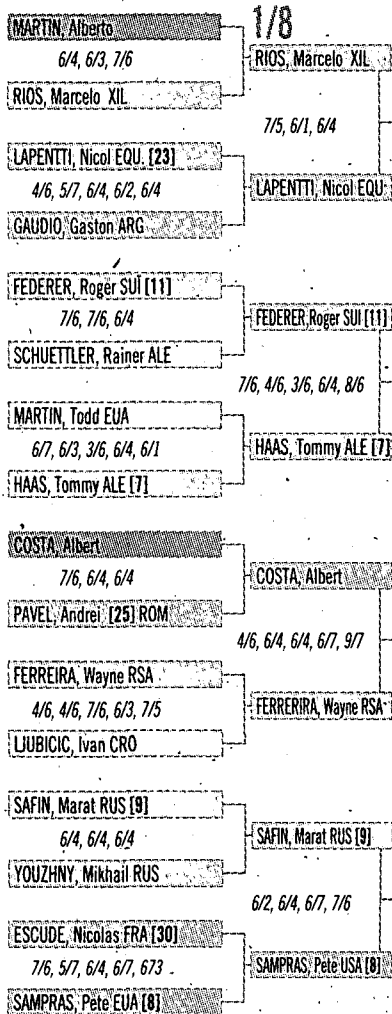 1/8
MARTIN, Alberto
6/4, 6/3, 7/6
RIOS, Marcelo XIL
RIOS, Marcelo XIL
7/5, 6/1, 6/4
LAPENTTI, Nicol EQU. [23]
4/6, 5/7, 6/4, 6/2, 6/4
GAUDIO, Gaston ARG
LAPENTTI, Nicol EQU.
FEDERER, Roger SUI [11]
7/6, 7/6, 6/4
SCHUETTLER, Rainer ALE
FEDERER, Roger SUI [11]
7/6, 4/6, 3/6, 6/4, 8/6
MARTIN, Todd EUA
6/7, 6/3, 3/6, 6/4, 6/1
HAAS, Tommy ALE [7]
HAAS, Tommy ALE [7]
COSTA, Albert
7/6, 6/4, 6/4
PAVEL, Andrei [25] ROM
COSTA, Albert
4/6, 6/4, 6/4, 6/7, 9/7
FERREIRA, Wayne RSA
4/6, 4/6, 7/6, 6/3, 7/5
LJUBICIC, Ivan CRO
FERRERIRA, Wayne RSA
SAFIN, Marat RUS [9]
6/4, 6/4, 6/4
YOUZHNY, Mikhail RUS
SAFIN, Marat RUS [9]
6/2, 6/4, 6/7, 7/6
ESCUDE, Nicolas FRA [30]
7/6, 5/7, 6/4, 6/7, 673
SAMPRAS, Pete EUA [8]
SAMPRAS, Pete USA [8]